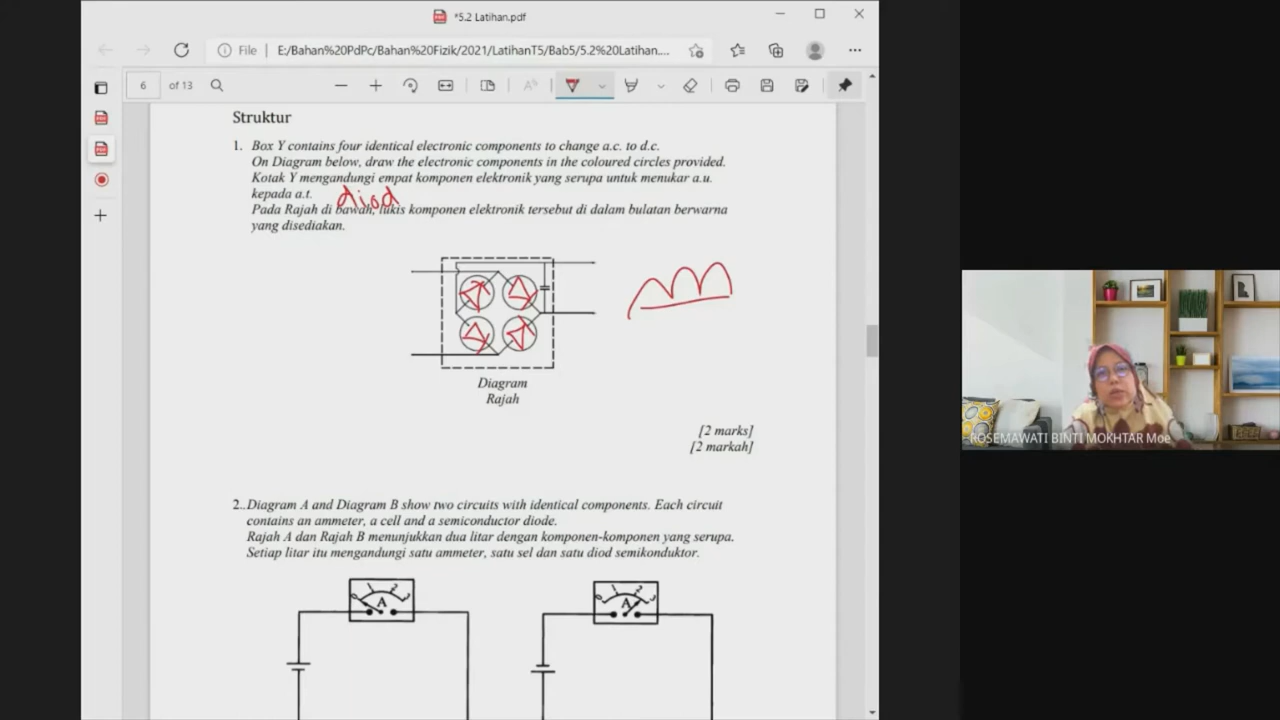 *5.2 Latihan.pdf
File | E:/Bahan%20PdPc/Bahan%20Fizik/2021/LatihanT5/Bab5/5.2%20Latihan....
6 of 13
Struktur
1. Box Y contains four identical electronic components to change a.c. to d.c.
On Diagram below, draw the electronic components in the coloured circles provided.
Kotak Y mengandungi empat komponen elektronik yang serupa untuk menukar a.u.
kepada a.t.
diod
Pada Rajah di bawah, lukis komponen elektronik tersebut di dalam bulatan berwarna
yang disediakan.
Diagram
Rajah
[2 marks]
[2 markah]
2..Diagram A and Diagram B show two circuits with identical components. Each circuit
contains an ammeter, a cell and a semiconductor diode.
Rajah A dan Rajah B menunjukkan dua litar dengan komponen-komponen yang serupa.
Setiap litar itu mengandungi satu ammeter, satu sel dan satu diod semikonduktor.
A
A
ROSEMAWATI BINTI MOKHTAR Moe